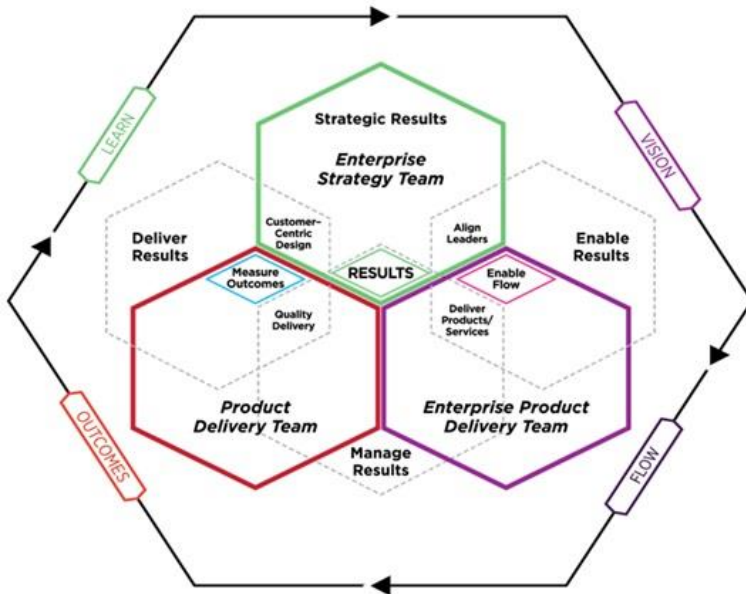 Strategic Results
Enterprise
Strategy Team
LEARN
VISION
Deliver
Results
Customer–
Centric
Design
Align
Leaders
Enable
Results
Measure
Outcomes
RESULTS
Enable
Flow
Quality
Delivery
Deliver
Products/
Services
OUTCOMES
Product
Delivery Team
Enterprise Product
Delivery Team
FLOW
Manage
Results